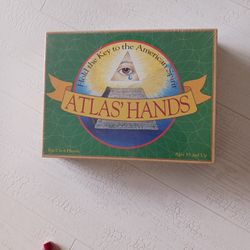 Hold the Key to the American Spirit
ATLAS' HANDS
Ages 10 and Up